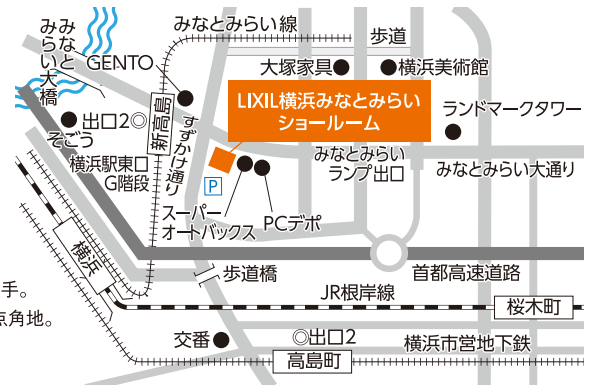 みなとみらい線
歩道
みなと
みらい大橋
GENTO
大塚家具
横浜美術館
LIXIL横浜みなとみらい
ショールーム
ランドマークタワー
出口2◎
新高島
すずかけ通り
そごう
横浜駅東口
G階段
みなとみらい
ランプ出口
みなとみらい大通り
P
スーパー
オートバックス
PCデポ
横浜
歩道橋
首都高速道路
手。
JR根岸線
桜木町
点角地。
交番
◎出口2
横浜市営地下鉄
高島町